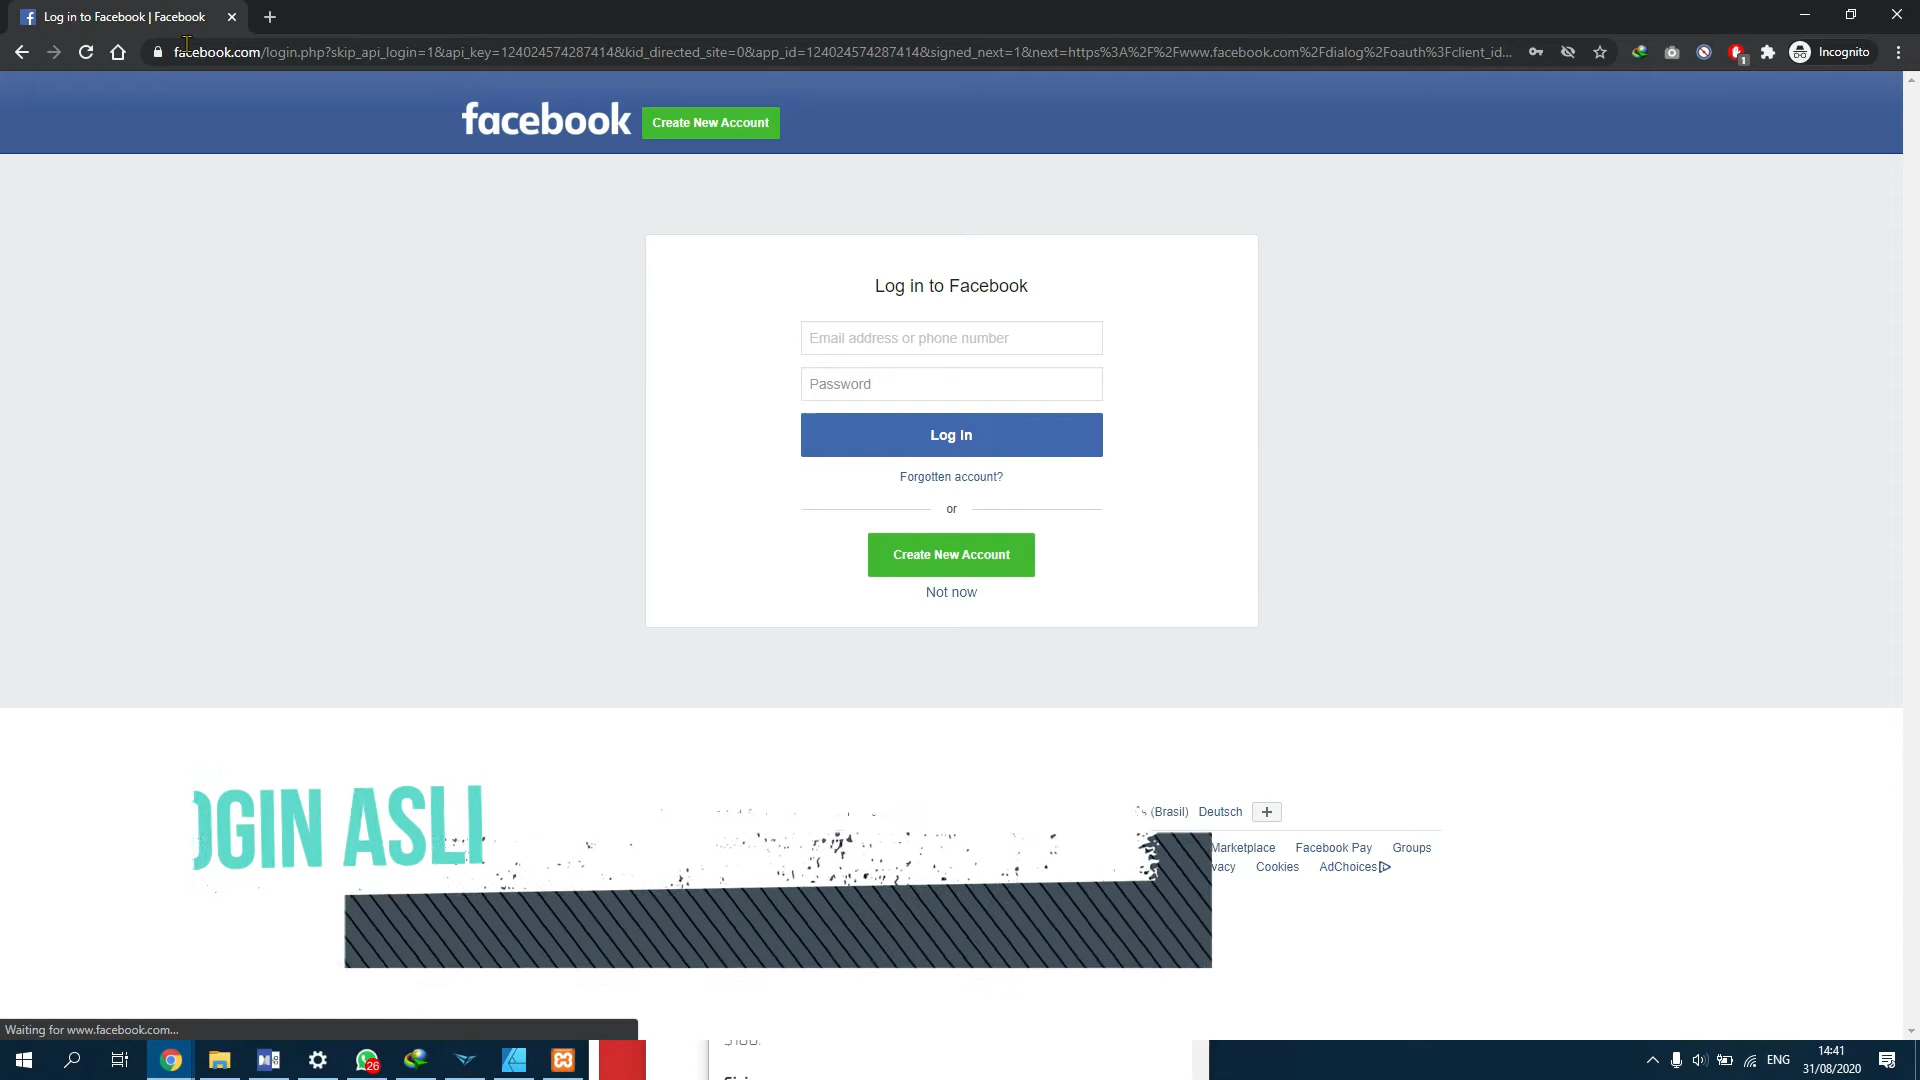 Log in to Facebook | Facebook
facebook.com/login.php?skip_api_login=1&api_key=124024574287414&kid_directed_site=0&app_id=124024574287414&signed_next=1&next=https%3A%2F%2Fwww.facebook.com%2Fdialog%2Foauth%3Fclient_id...
1
Incognito
facebook
Create New Account
Log in to Facebook
Email address or phone number
Password
Log In
Forgotten account?
or
Create New Account
Not now
OGIN ASLI
(Brasil) Deutsch
Marketplace Facebook Pay Groups
vacy Cookies AdChoices
Waiting for www.facebook.com...
26
ENG
14:41
31/08/2020